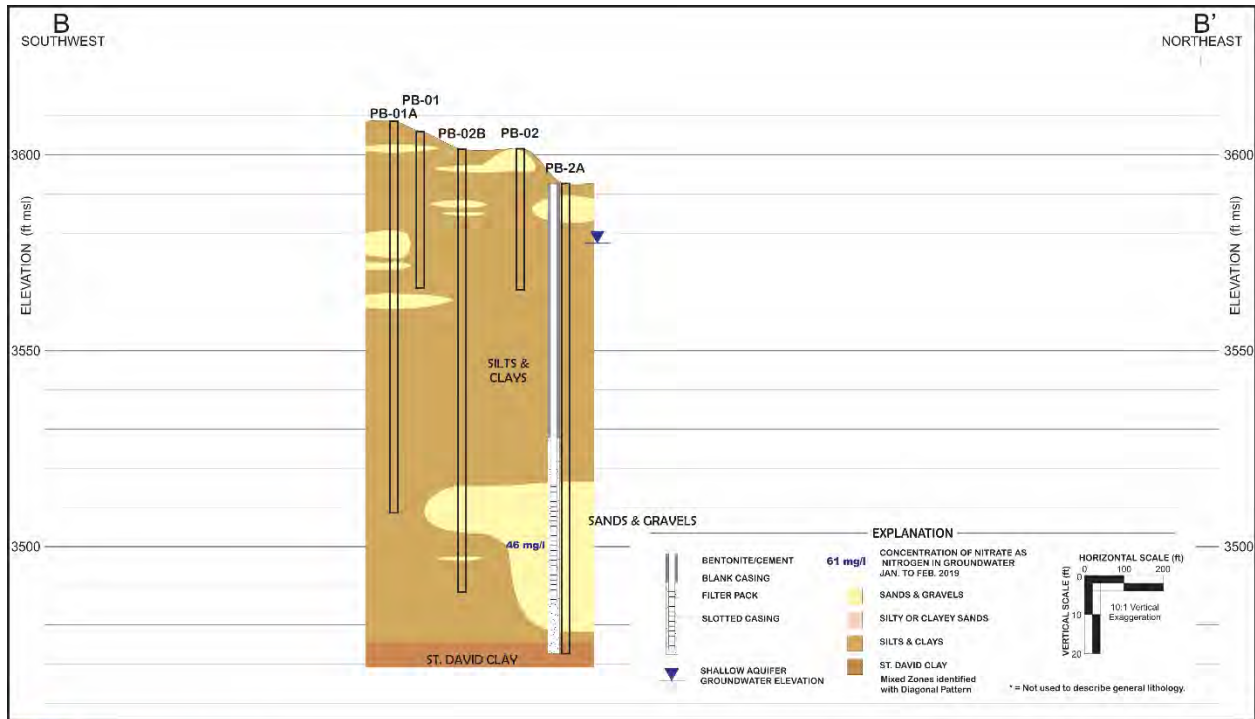 B
SOUTHWEST
B'
NORTHEAST
PB-01
PB-01A
PB-02B
PB-02
PB-2A
3600
3600
ELEVATION (ft msl)
ELEVATION (ft msl)
3550
3550
SILTS &
CLAYS
SANDS & GRAVELS
46 mg/l
3500
3500
ST. DAVID CLAY
EXPLANATION
BENTONITE/CEMENT
BLANK CASING
FILTER PACK
SLOTTED CASING
SHALLOW AQUIFER
GROUNDWATER ELEVATION
61 mg/l
CONCENTRATION OF NITRATE AS
NITROGEN IN GROUNDWATER
JAN. TO FEB. 2019
SANDS & GRAVELS
SILTY OR CLAYEY SANDS
SILTS & CLAYS
ST. DAVID CLAY
Mixed Zones identified
with Diagonal Pattern
HORIZONTAL SCALE (ft)
0 100 200
VERTICAL SCALE (ft)
0
10
20
10:1 Vertical
Exaggeration
* = Not used to describe general lithology.